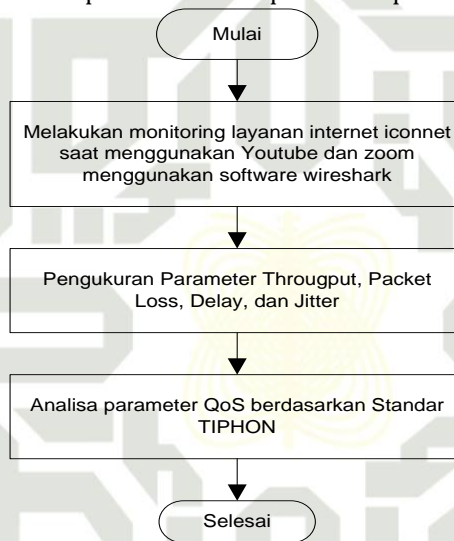 Mulai
Melakukan monitoring layanan internet iconnet
saat menggunakan Youtube dan zoom
menggunakan software wireshark
Pengukuran Parameter Througput, Packet
Loss, Delay, dan Jitter
Analisa parameter QoS berdasarkan Standar
TIPHON
Selesai